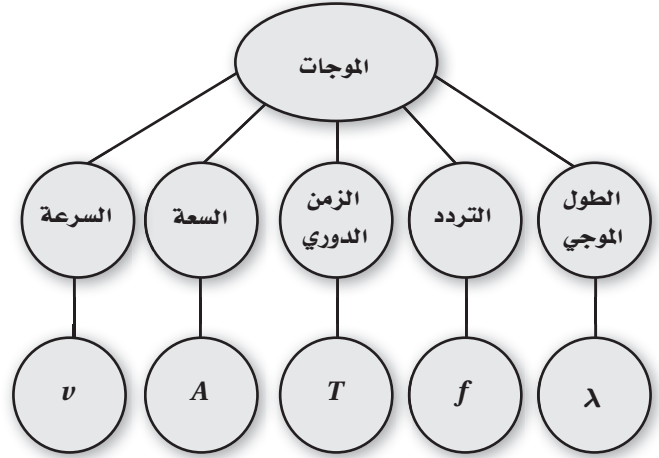 الموجات
الطول
الموجي
التردد
الزمن
الدوري
السعة
السرعة
λ
f
T
A
v